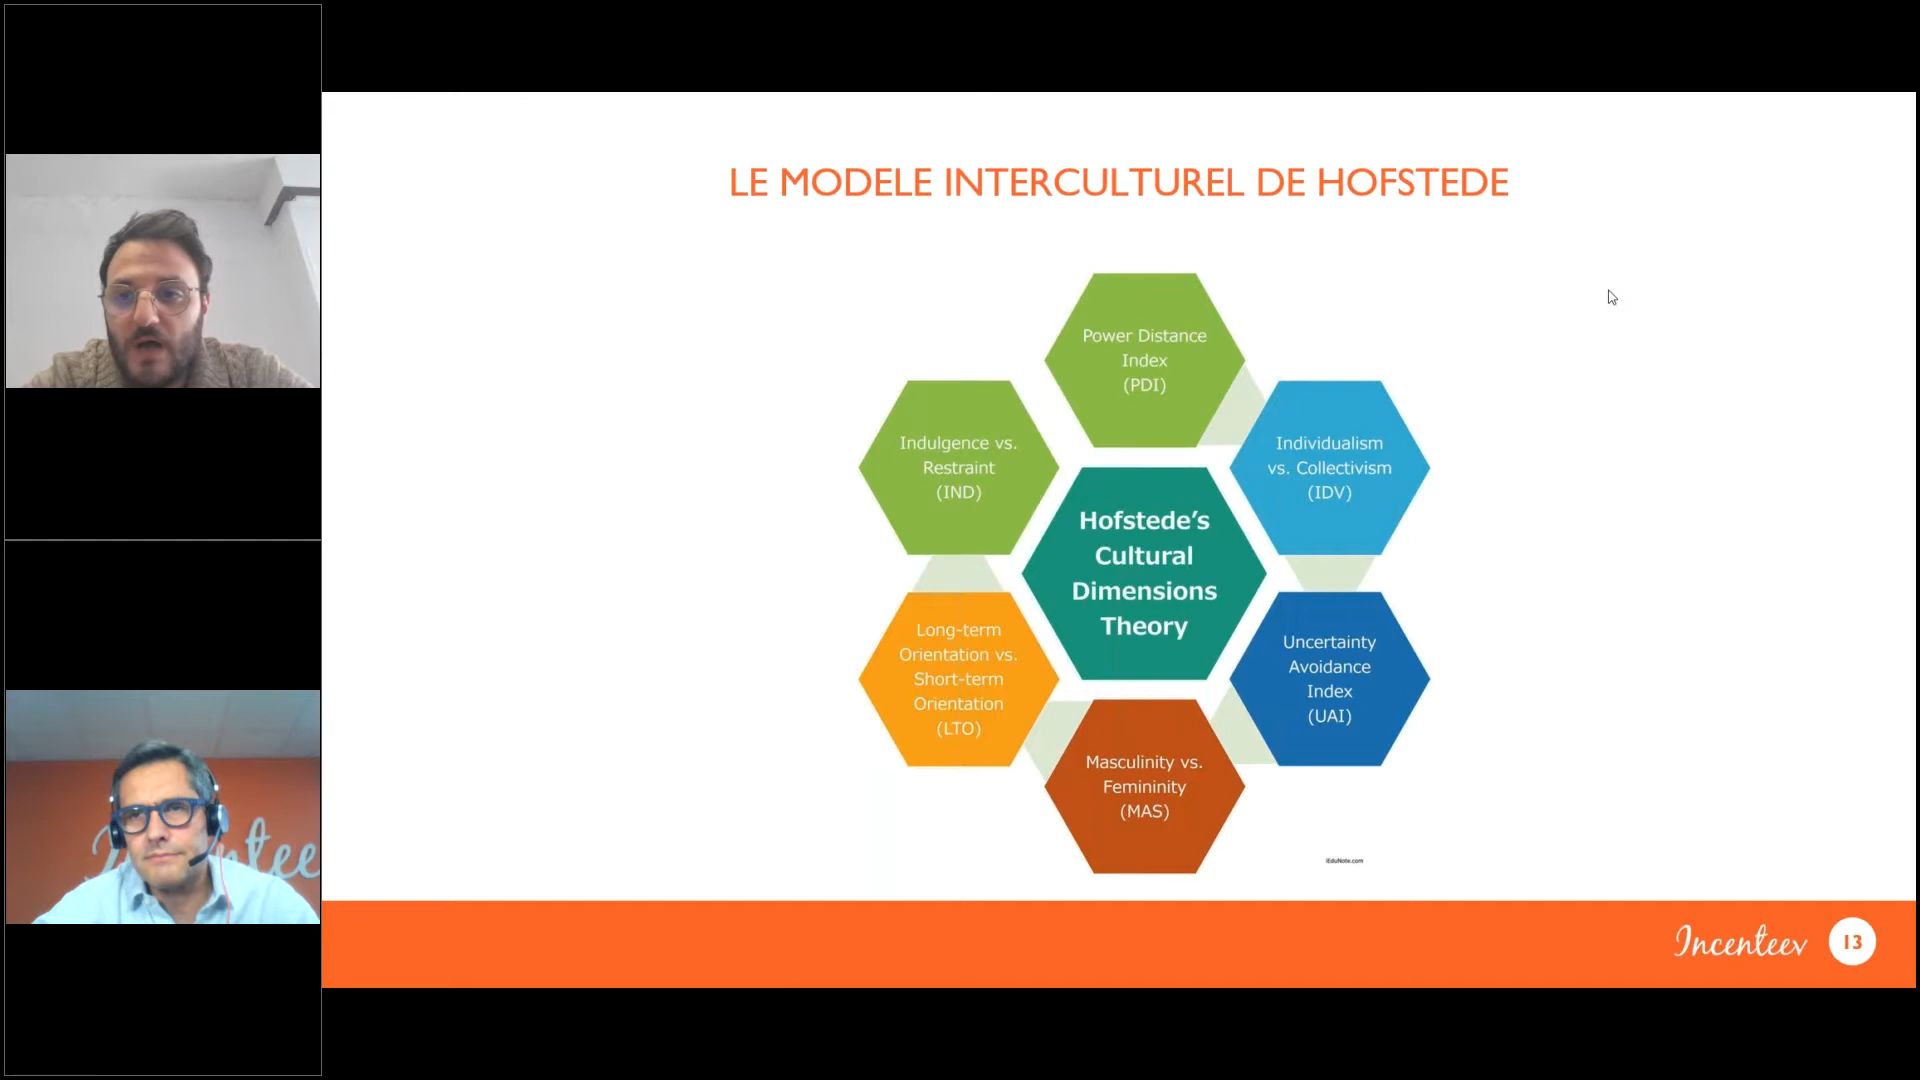 LE MODELE INTERCULTUREL DE HOFSTEDE
Power Distance
Index
(PDI)
Individualism
vs. Collectivism
(IDV)
Uncertainty
Avoidance
Index
(UAI)
Masculinity vs.
Femininity
(MAS)
Long-term
Orientation vs.
Short-term
Orientation
(LTO)
Indulgence vs.
Restraint
(IND)
Hofstede’s
Cultural
Dimensions
Theory
iEduNote.com
Incenteev
13